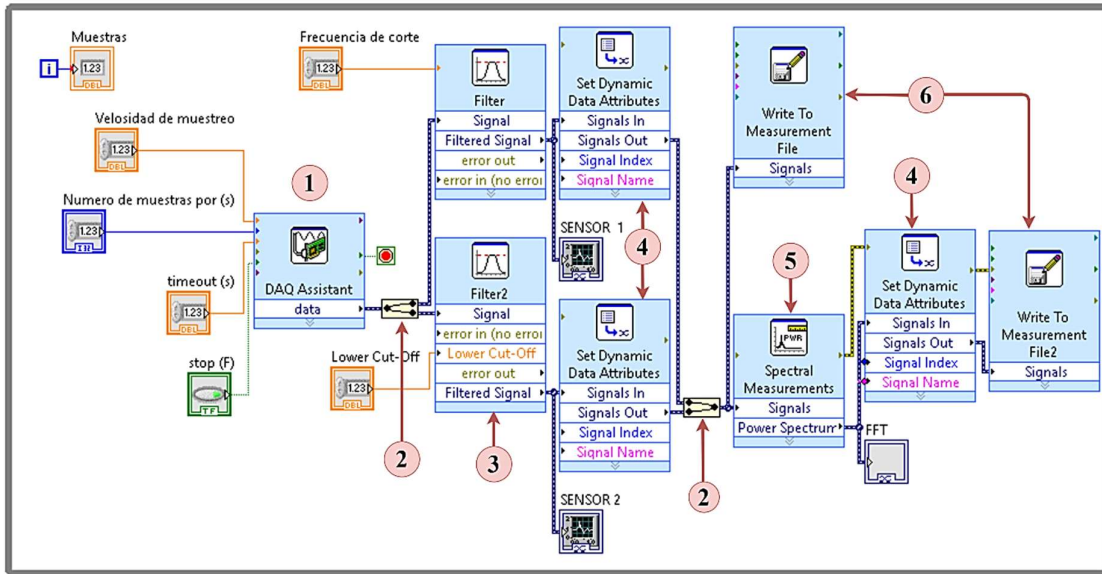 Muestras
i
1.23
DBL
Velosidad de muestreo
1.23
DBL
Numero de muestras por (s)
1.23
timeout (s)
1.23
DBL
stop (F)
TF
1
DAQ Assistant
data
2
Frecuencia de corte
1.23
DBL
Filter
Signal
Filtered Signal
error out
error in (no erro
Filter2
Signal
error in (no erro
Lower Cut-Off
error out
Filtered Signal
Lower Cut-Off
1.23
DBL
3
Set Dynamic
Data Attributes
Signals In
Signals Out
Signal Index
Signal Name
SENSOR 1
4
Set Dynamic
Data Attributes
Signals In
Signals Out
Signal Index
Signal Name
SENSOR 2
2
Write To
Measurement
File
Signals
6
5
PWR
Spectral
Measurements
Signals
Power Spectrum
FFT
4
Set Dynamic
Data Attributes
Signals In
Signals Out
Signal Index
Signal Name
Write To
Measurement
File2
Signals